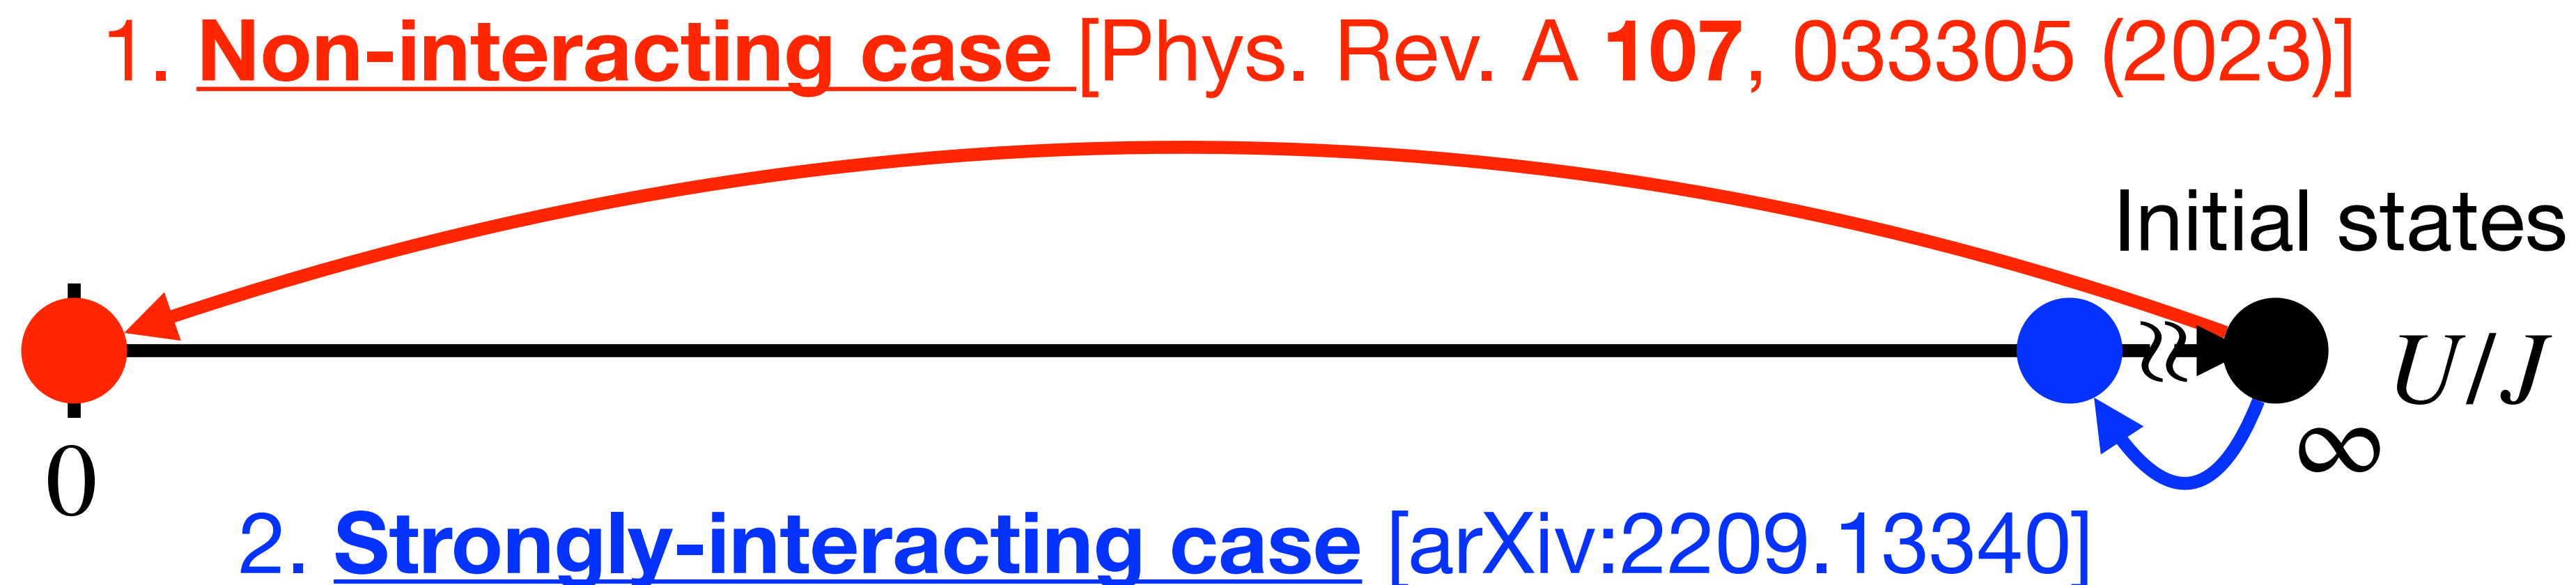 1. Non-interacting case [Phys. Rev. A 107, 033305 (2023)]
Initial states
U/J
0
∞
2. Strongly-interacting case [arXiv:2209.13340]